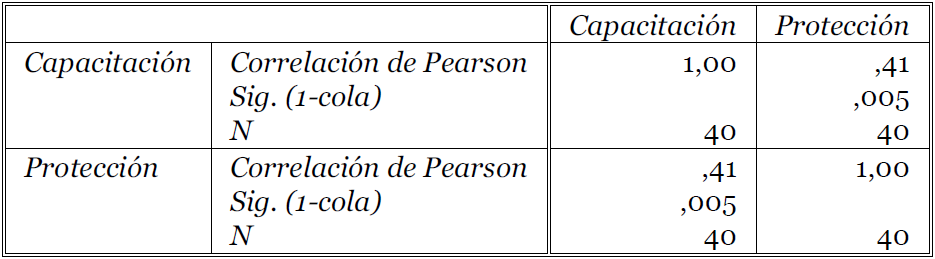 Capacitación Protección
Capacitación Correlación de Pearson 1,00 ,41
Sig. (1-cola) ,005
N 40 40
Protección Correlación de Pearson ,41 1,00
Sig. (1-cola) ,005
N 40 40